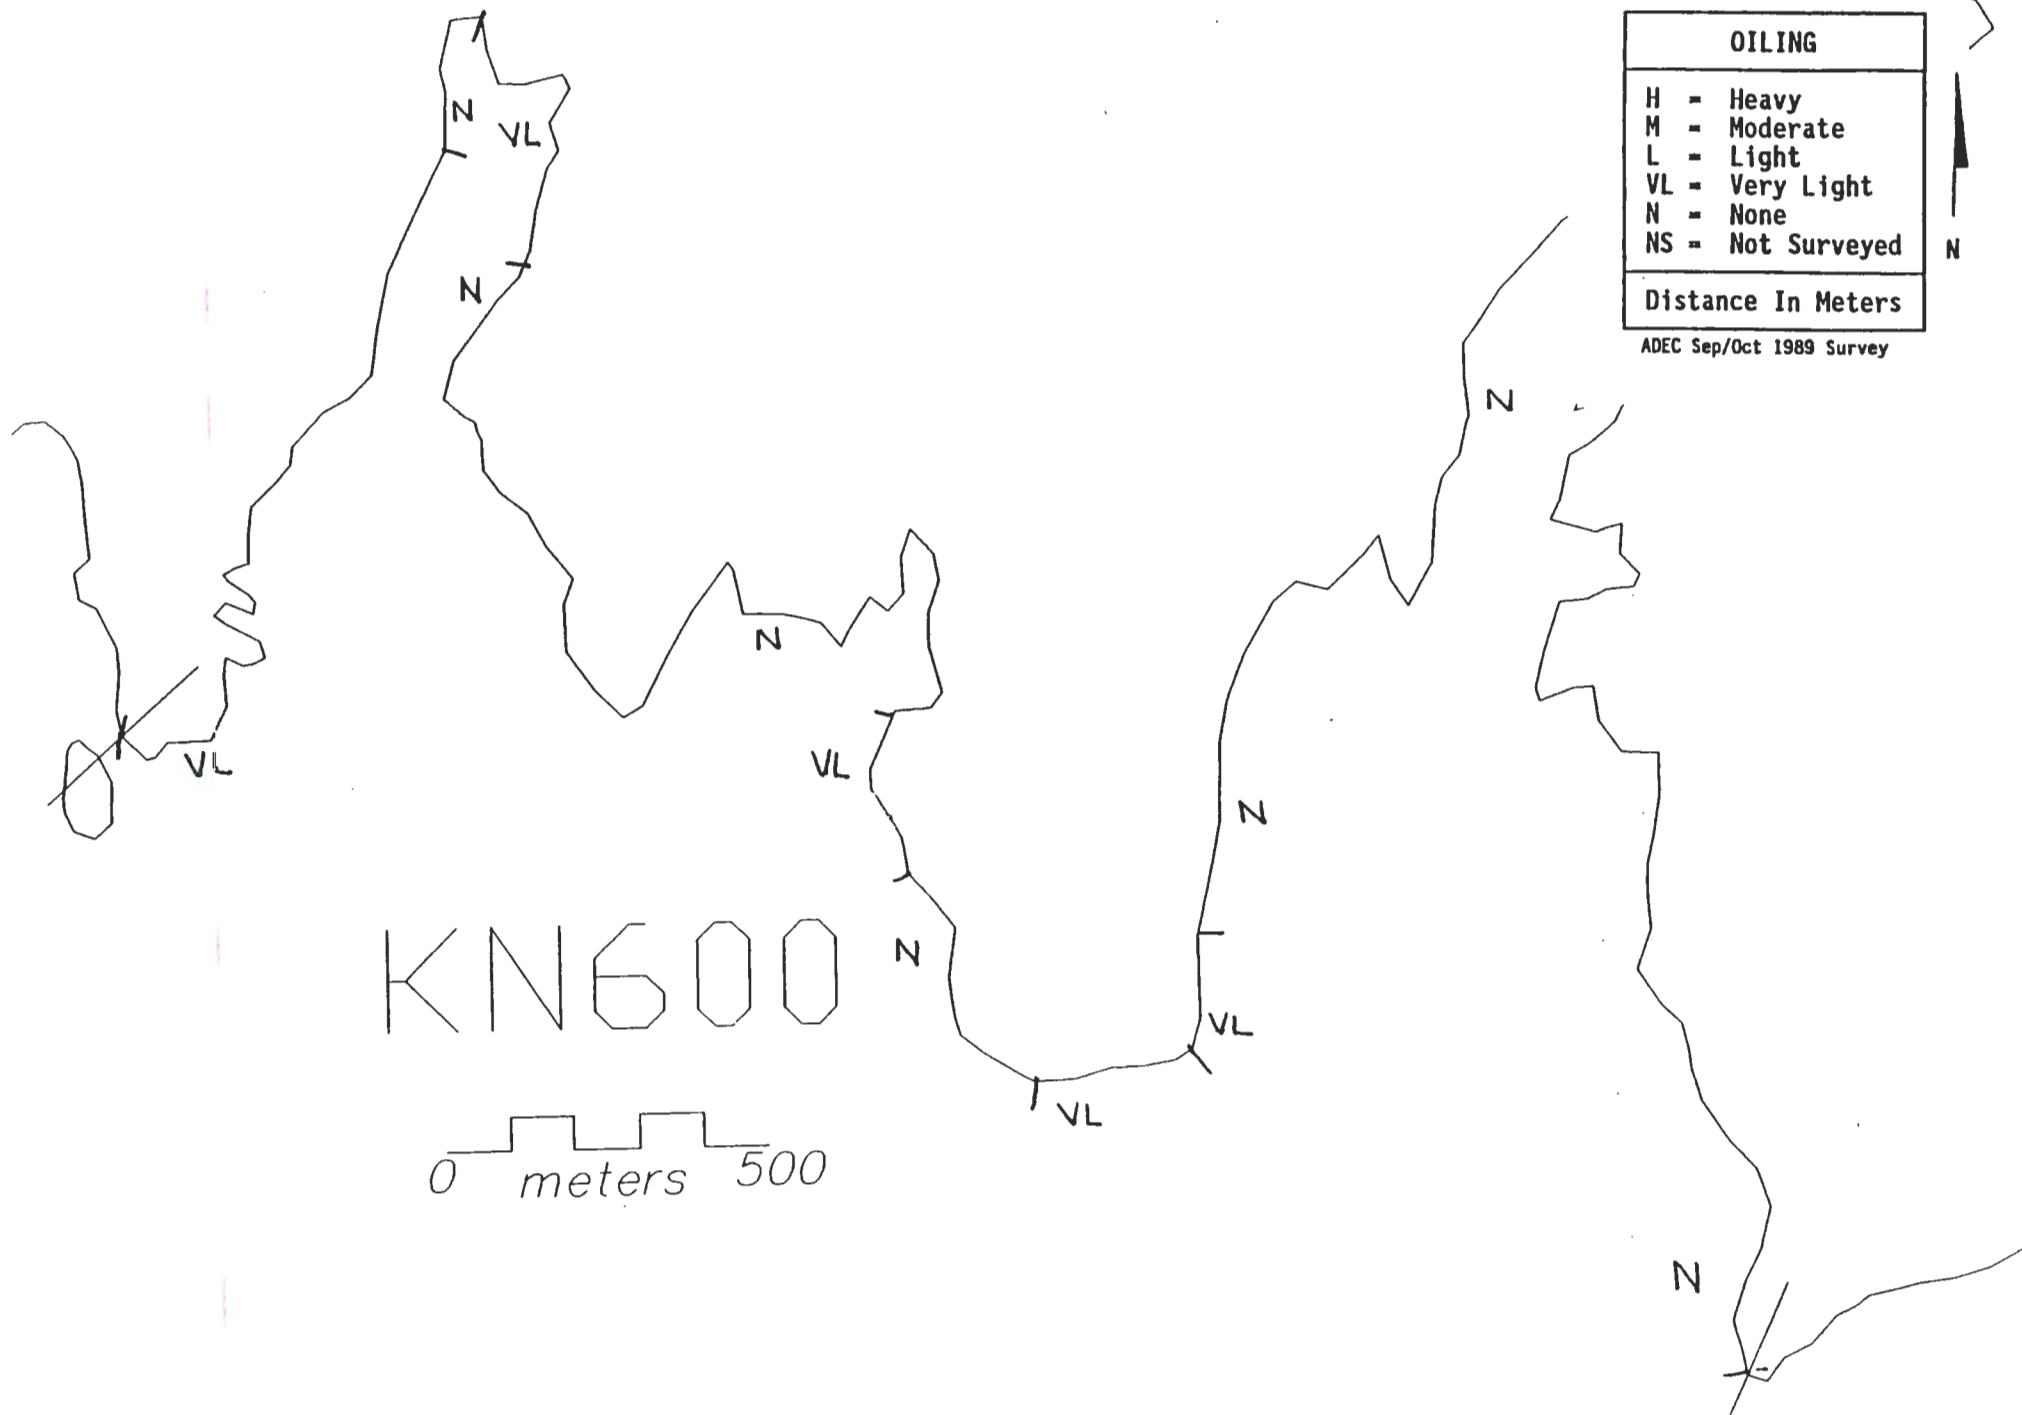 OILING
H = Heavy
M = Moderate
L = Light
VL = Very Light
N = None
NS = Not Surveyed
Distance In Meters
ADEC Sep/Oct 1989 Survey
N
N
VL
N
N
VL
N
VL
N
N
VL
VL
N
KN600
0 meters 500